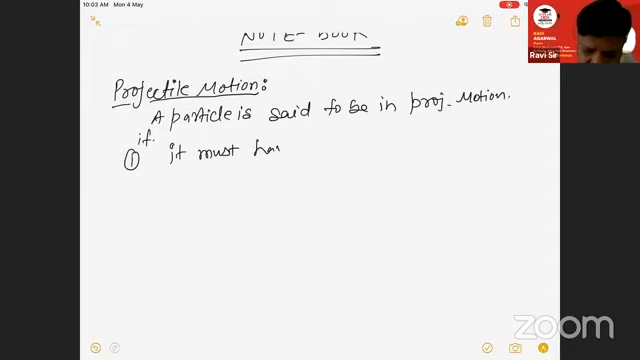 10:03 AM Mon 4 May
NOTE-BOOK
Projectile Motion:
A particle is said to be in proj. Motion.
if.
① it must ha
RAVI
AGARWAL
Ravi Sir
zoom